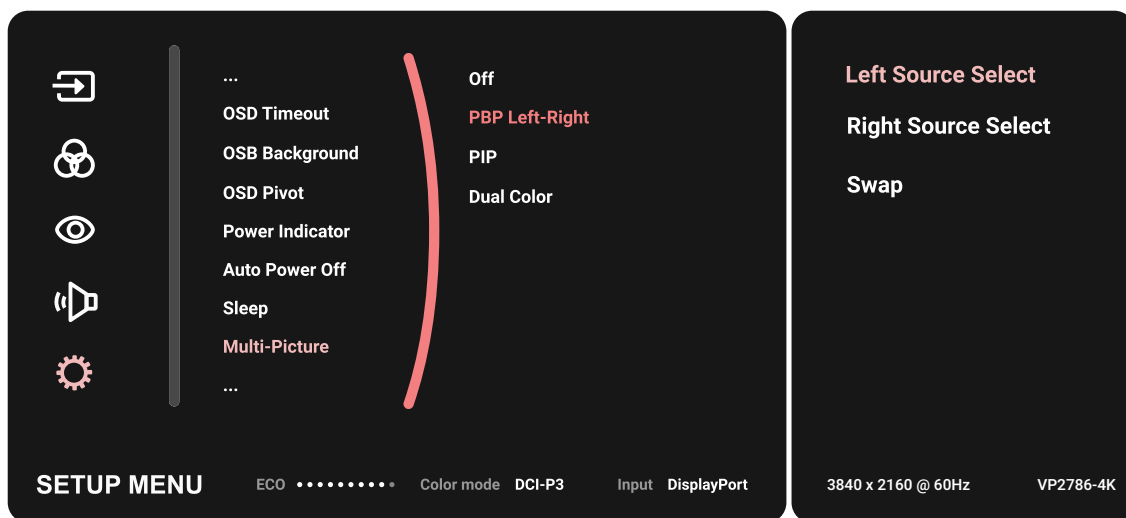 ...
OSD Timeout
OSB Background
OSD Pivot
Power Indicator
Auto Power Off
Sleep
Multi-Picture
...
Off
PBP Left-Right
PIP
Dual Color
Left Source Select
Right Source Select
Swap
SETUP MENU ECO Color mode DCI-P3 Input DisplayPort 3840 x 2160 @ 60Hz VP2786-4K